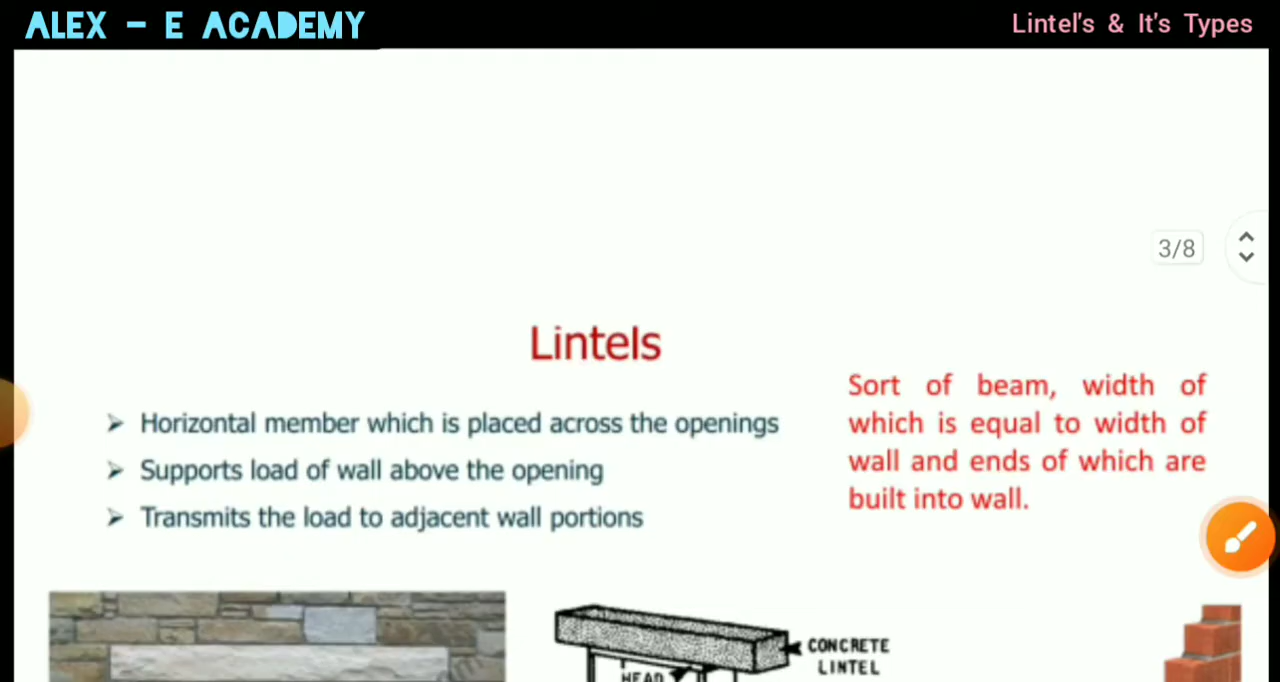 ALEX - E ACADEMY
Lintel's & It's Types
3/8
Lintels
Horizontal member which is placed across the openings
Supports load of wall above the opening
Transmits the load to adjacent wall portions
Sort of beam, width of
which is equal to width of
wall and ends of which are
built into wall.
CONCRETE
LINTEL
HEAD